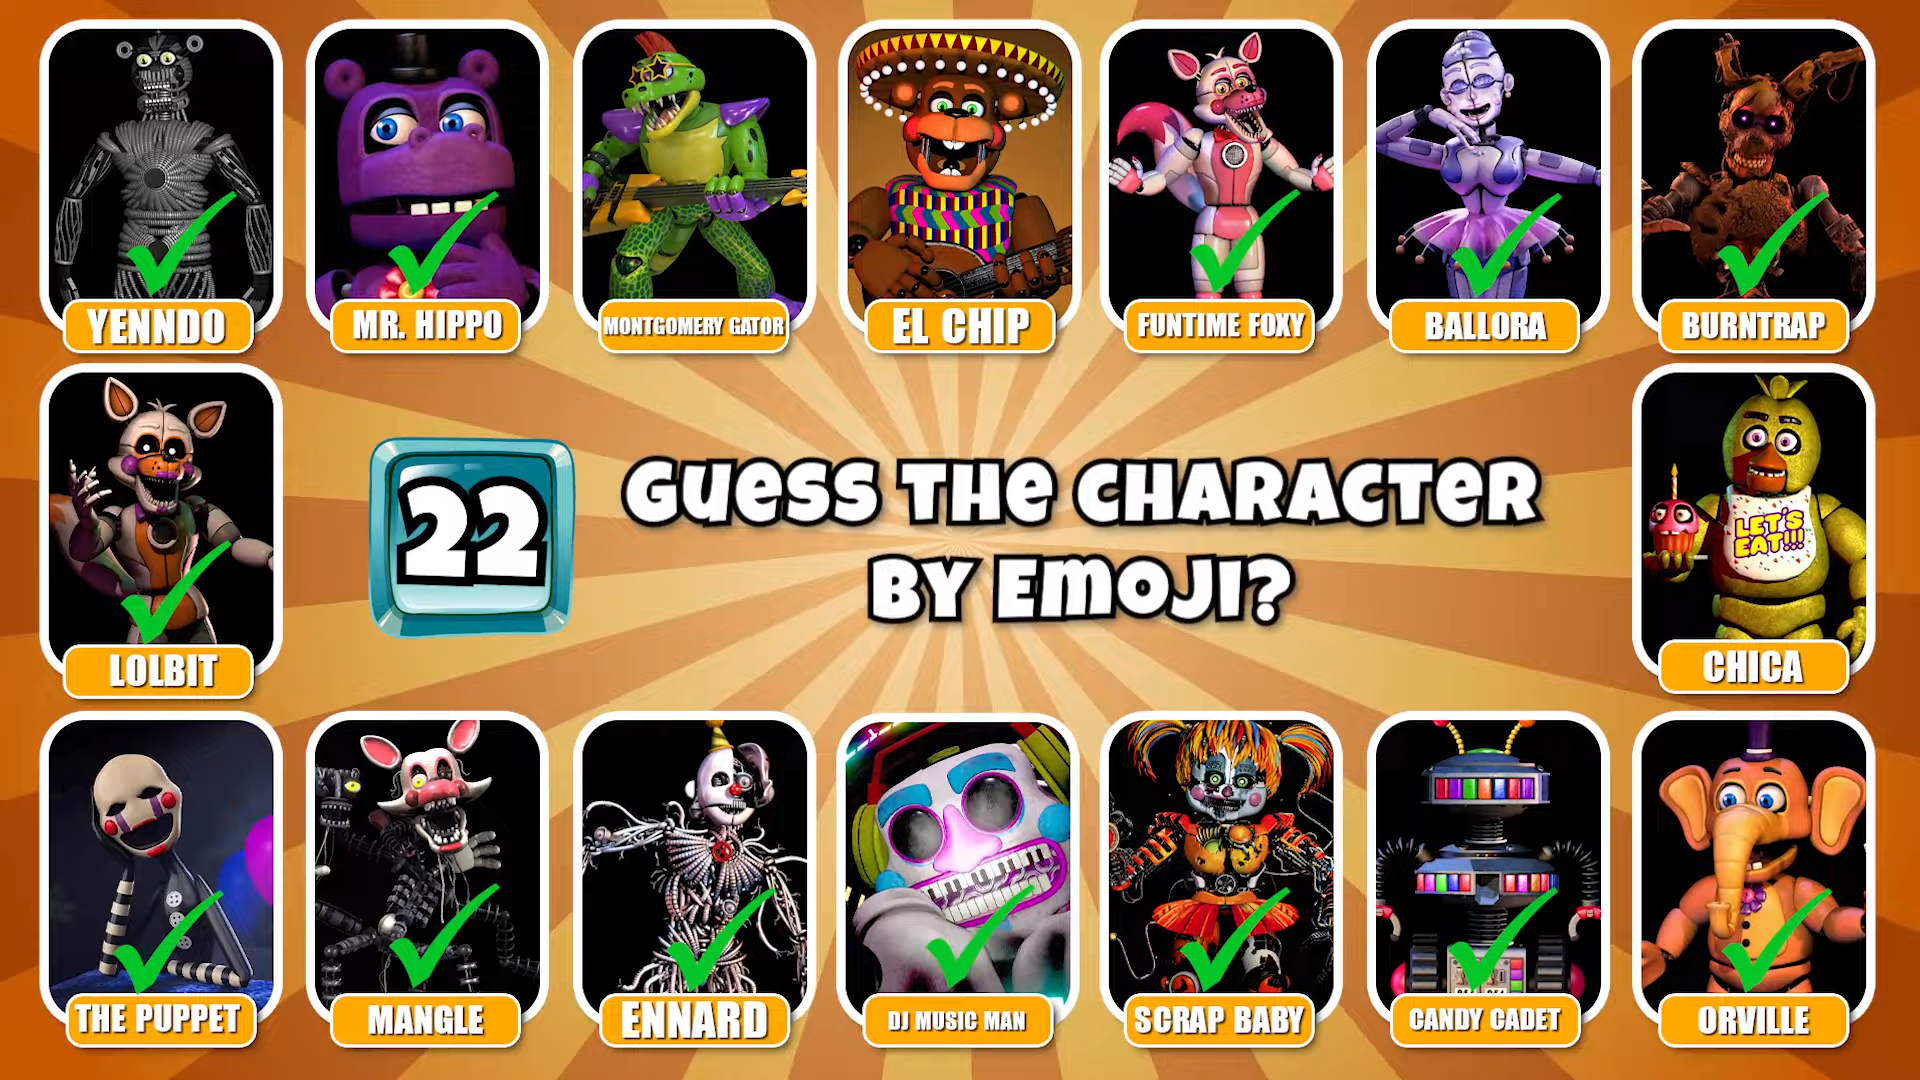 YENNDO
MR. HIPPO
MONTGOMERY GATOR
EL CHIP
FUNTIME FOXY
BALLORA
BURNTRAP
LOLBIT
22
GUESS THE CHARACTER
BY EMOJI?
LET'S
EAT!!!
CHICA
THE PUPPET
MANGLE
ENNARD
DJ MUSIC MAN
SCRAP BABY
CANDY CADET
ORVILLE